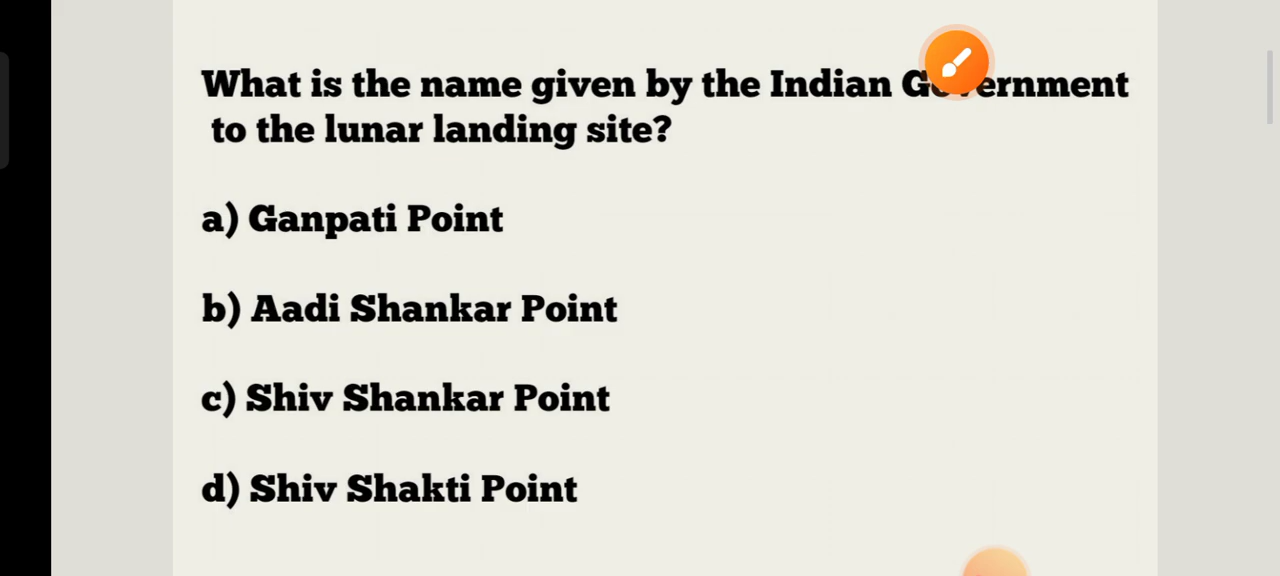 What is the name given by the Indian
to the lunar landing site?
a) Ganpati Point
b) Aadi Shankar Point
c) Shiv Shankar Point
d) Shiv Shakti Point